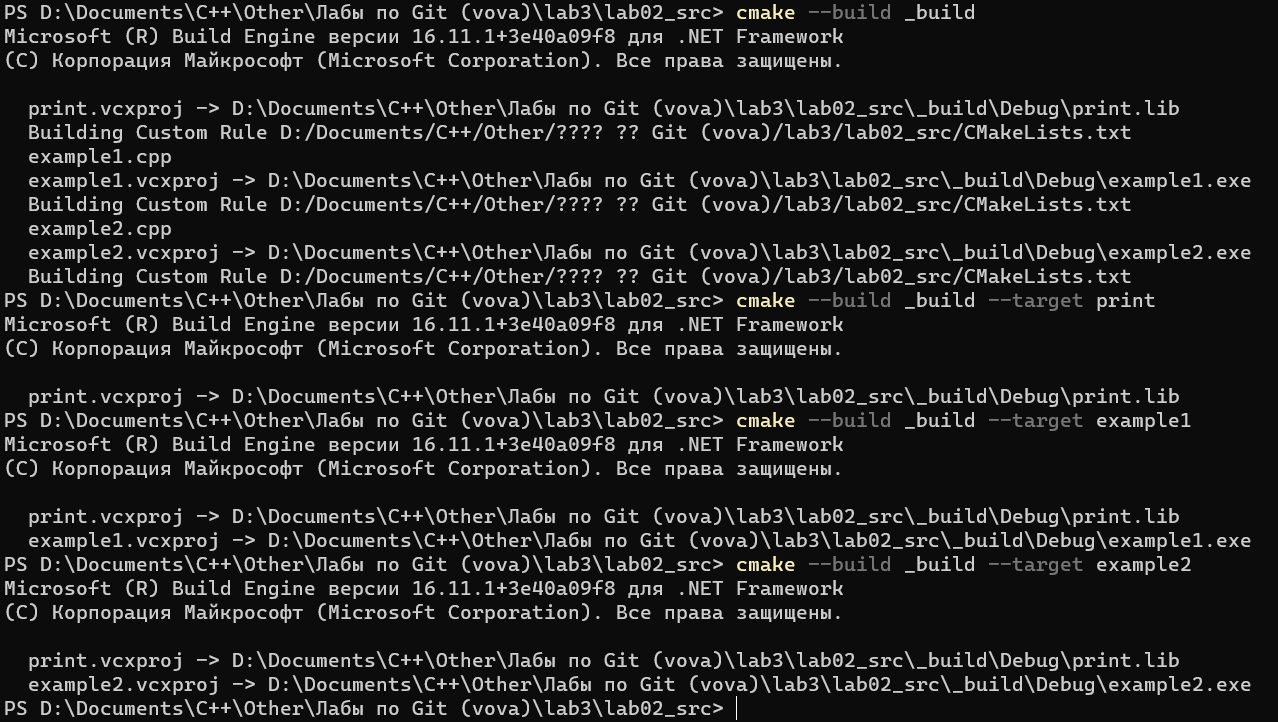 PS D:\Documents\C++\Other\Лабы по Git (vova)\lab3\lab02_src> cmake --build _build
Microsoft (R) Build Engine версии 16.11.1+3e40a09f8 для .NET Framework
(C) Корпорация Майкрософт (Microsoft Corporation). Все права защищены.
print.vcxproj -> D:\Documents\C++\Other\Лабы по Git (vova)\lab3\lab02_src\_build\Debug\print.lib
Building Custom Rule D:/Documents/C++/Other/???? ?? Git (vova)/lab3/lab02_src/CMakeLists.txt
example1.cpp
example1.vcxproj -> D:\Documents\C++\Other\Лабы по Git (vova)\lab3\lab02_src\_build\Debug\example1.exe
Building Custom Rule D:/Documents/C++/Other/???? ?? Git (vova)/lab3/lab02_src/CMakeLists.txt
example2.cpp
example2.vcxproj -> D:\Documents\C++\Other\Лабы по Git (vova)\lab3\lab02_src\_build\Debug\example2.exe
Building Custom Rule D:/Documents/C++/Other/???? ?? Git (vova)/lab3/lab02_src/CMakeLists.txt
PS D:\Documents\C++\Other\Лабы по Git (vova)\lab3\lab02_src> cmake --build _build --target print
Microsoft (R) Build Engine версии 16.11.1+3e40a09f8 для .NET Framework
(C) Корпорация Майкрософт (Microsoft Corporation). Все права защищены.
print.vcxproj -> D:\Documents\C++\Other\Лабы по Git (vova)\lab3\lab02_src\_build\Debug\print.lib
PS D:\Documents\C++\Other\Лабы по Git (vova)\lab3\lab02_src> cmake --build _build --target example1
Microsoft (R) Build Engine версии 16.11.1+3e40a09f8 для .NET Framework
(C) Корпорация Майкрософт (Microsoft Corporation). Все права защищены.
print.vcxproj -> D:\Documents\C++\Other\Лабы по Git (vova)\lab3\lab02_src\_build\Debug\print.lib
example1.vcxproj -> D:\Documents\C++\Other\Лабы по Git (vova)\lab3\lab02_src\_build\Debug\example1.exe
PS D:\Documents\C++\Other\Лабы по Git (vova)\lab3\lab02_src> cmake --build _build --target example2
Microsoft (R) Build Engine версии 16.11.1+3e40a09f8 для .NET Framework
(C) Корпорация Майкрософт (Microsoft Corporation). Все права защищены.
print.vcxproj -> D:\Documents\C++\Other\Лабы по Git (vova)\lab3\lab02_src\_build\Debug\print.lib
example2.vcxproj -> D:\Documents\C++\Other\Лабы по Git (vova)\lab3\lab02_src\_build\Debug\example2.exe
PS D:\Documents\C++\Other\Лабы по Git (vova)\lab3\lab02_src>